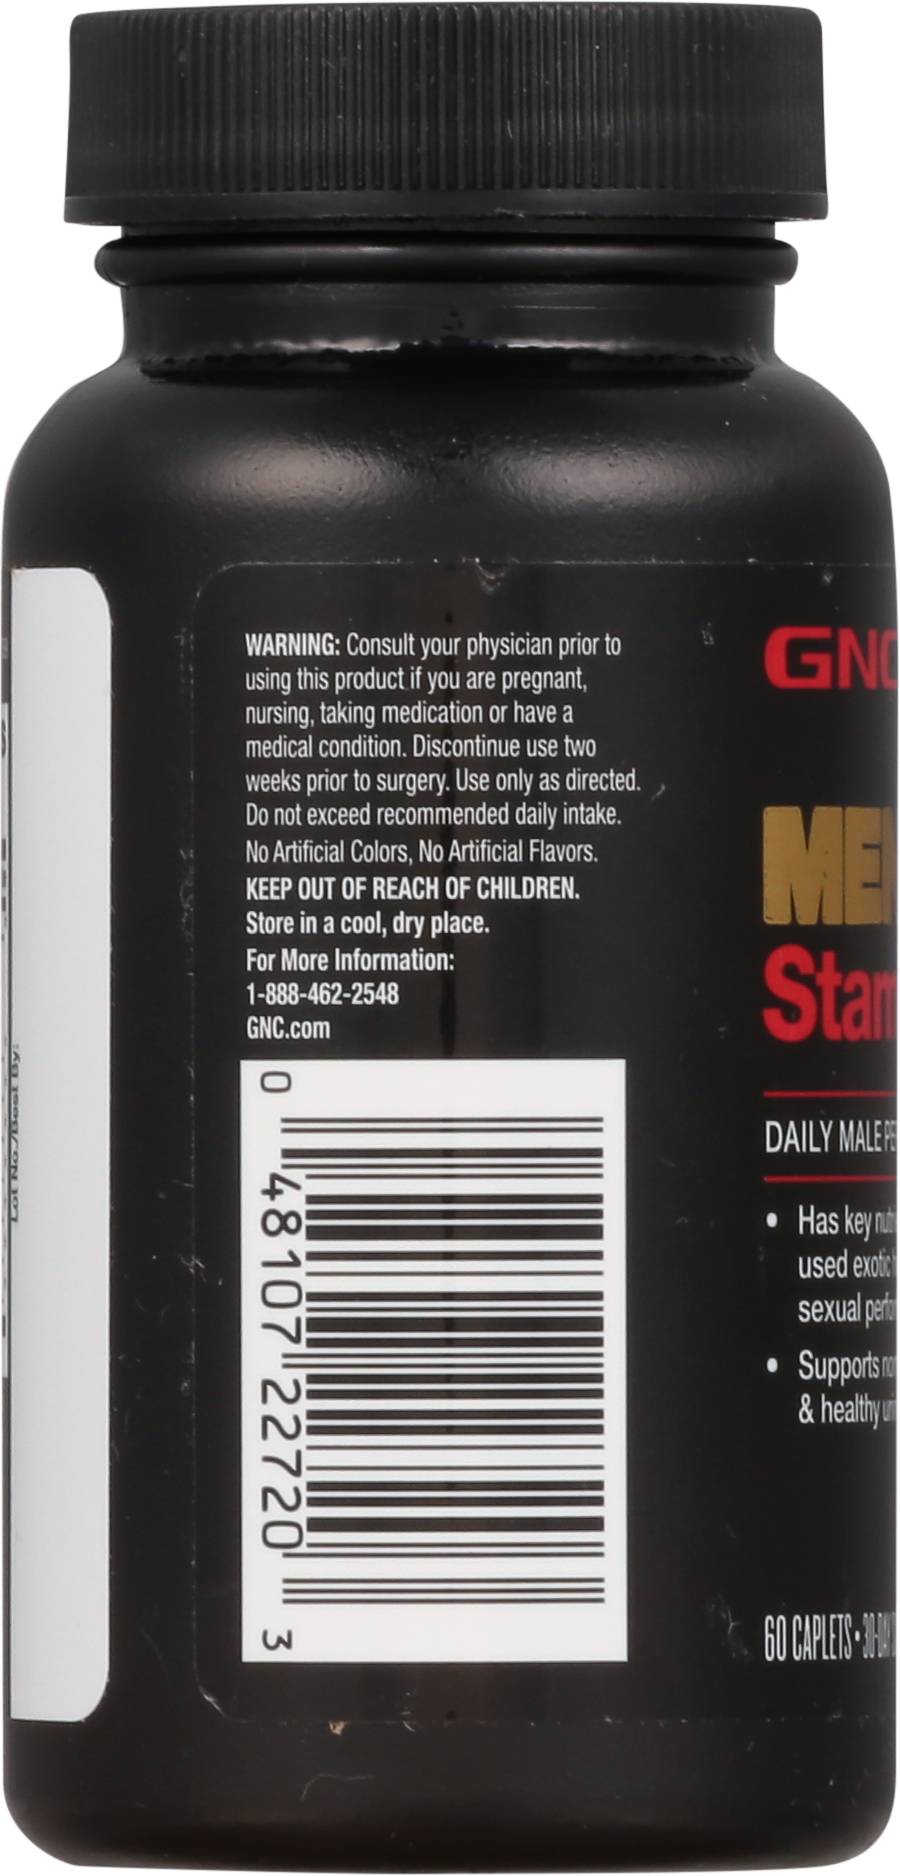 WARNING: Consult your physician prior to
using this product if you are pregnant,
nursing, taking medication or have a
medical condition. Discontinue use two
weeks prior to surgery. Use only as directed.
Do not exceed recommended daily intake.
No Artificial Colors, No Artificial Flavors.
KEEP OUT OF REACH OF CHILDREN.
Store in a cool, dry place.
For More Information:
1-888-462-2548
GNC.com
0 48107 22720 3
Lot No./Best By:
GNC
MEN
Stam
DAILY MALE
Has key
used exotic
sexual
Supports
& healthy
60 CAPLETS • 30-DAY